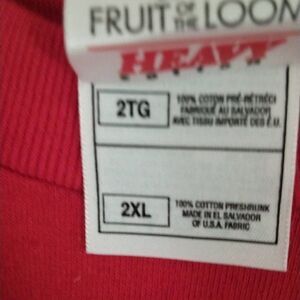 FRUIT OF THE LOOM
HEAVY
COTTON
2TG
100% COTON PRÉ-RÉTRÉCI
FABRIQUÉ AU SALVADOR
AVEC TISSU IMPORTÉ DES É.U.
2XL
100% COTTON PRESHRUNK
MADE IN EL SALVADOR
OF U.S.A. FABRIC